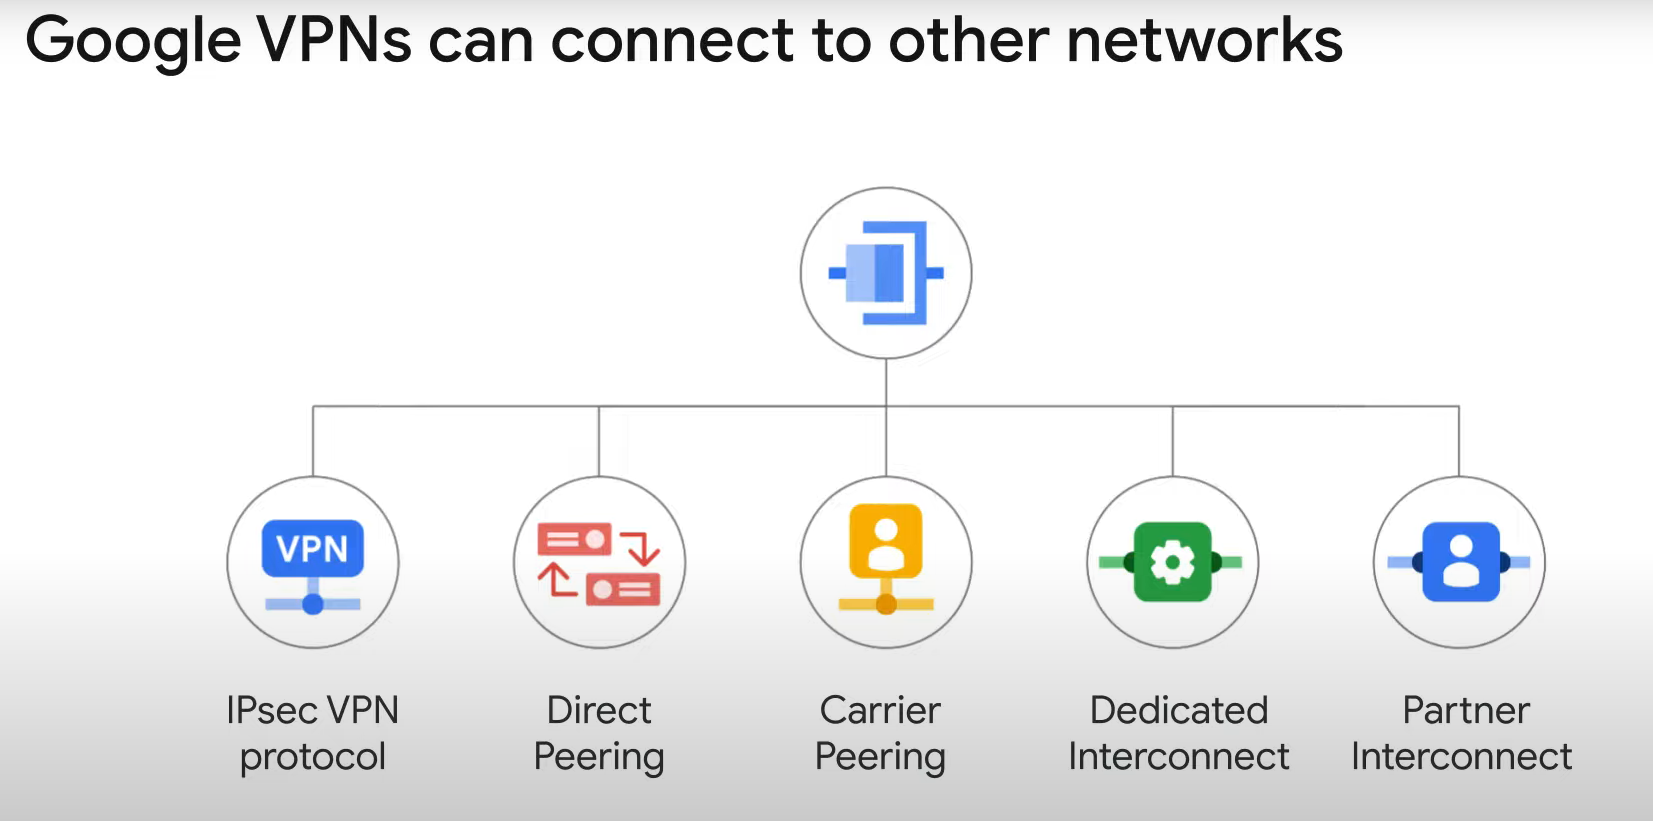 Google VPNs can connect to other networks
VPN
IPsec VPN
protocol
Direct
Peering
Carrier
Peering
Dedicated
Interconnect
Partner
Interconnect